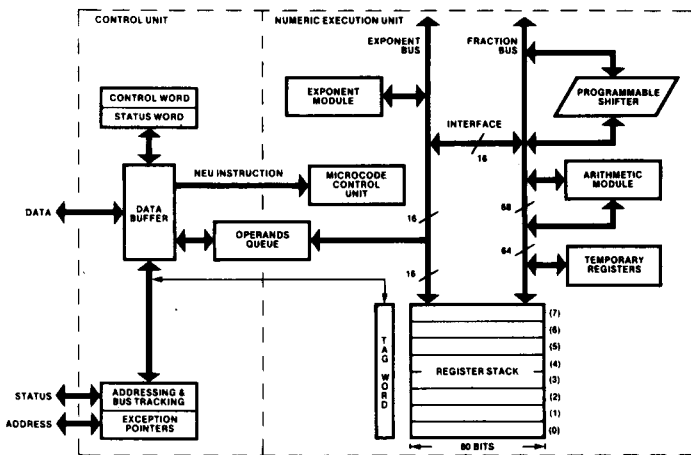 CONTROL UNIT
NUMERIC EXECUTION UNIT
EXPONENT
BUS
FRACTION
BUS
EXPONENT
MODULE
PROGRAMMABLE
SHIFTER
CONTROL WORD
STATUS WORD
INTERFACE
16
NEU INSTRUCTION
MICROCODE
CONTROL
UNIT
ARITHMETIC
MODULE
DATA
DATA
BUFFER
16
68
OPERANDS
QUEUE
64
16
TEMPORARY
REGISTERS
TAG WORD
REGISTER STACK
(7)
(6)
(5)
(4)
(3)
(2)
(1)
(0)
80 BITS
STATUS
ADDRESS
ADDRESSING &
BUS TRACKING
EXCEPTION
POINTERS